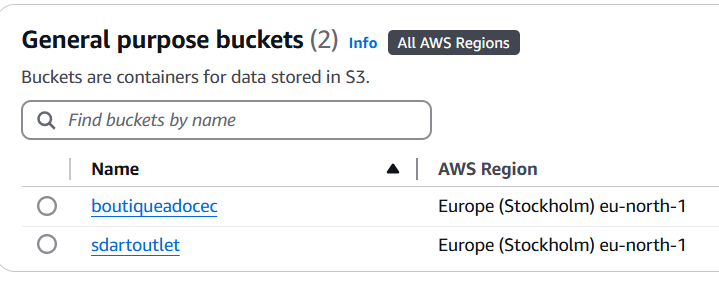 General purpose buckets (2) Info All AWS Regions
Buckets are containers for data stored in S3.
Find buckets by name
Name AWS Region
boutiqueadocec Europe (Stockholm) eu-north-1
sdartoutlet Europe (Stockholm) eu-north-1